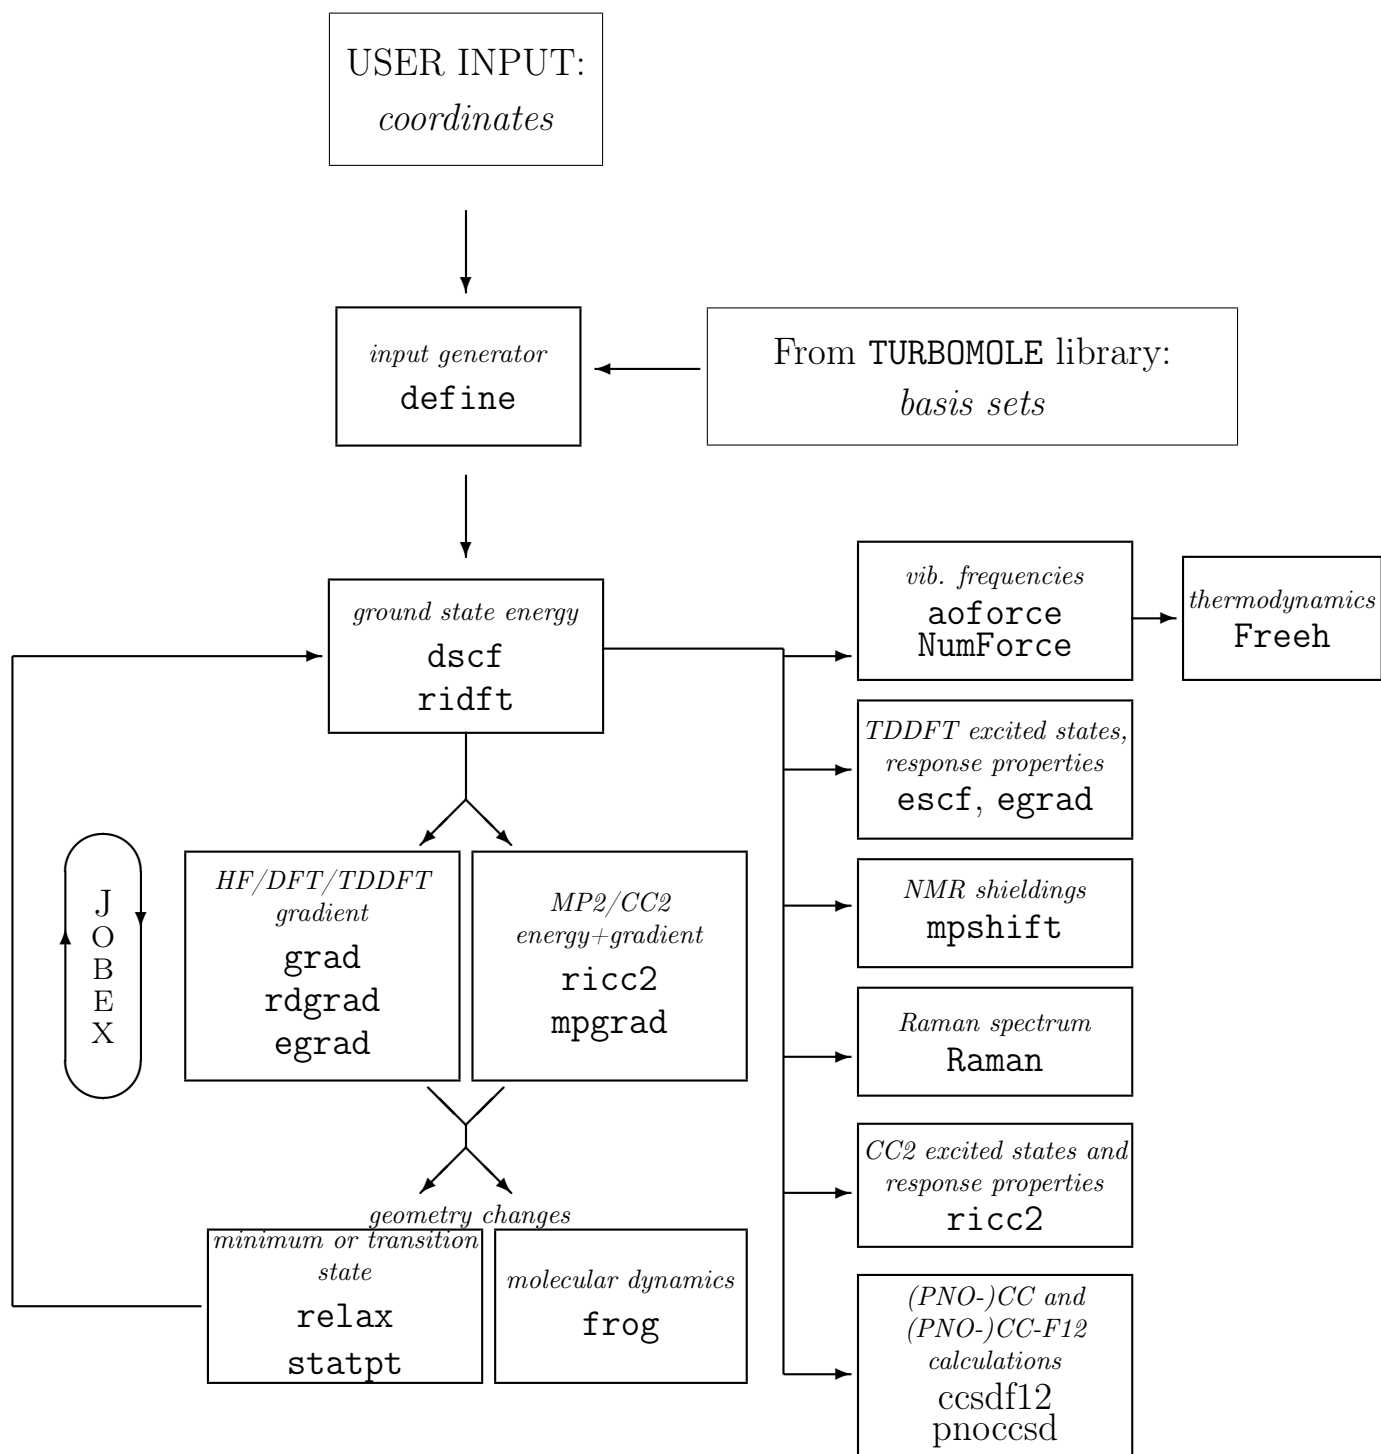 USER INPUT:
coordinates
input generator
define
From TURBOMOLE library:
basis sets
ground state energy
dscf
ridft
vib. frequencies
aoforce
NumForce
thermodynamics
Freeh
TDDFT excited states,
response properties
escf, egrad
J
O
B
E
X
HF/DFT/TDDFT
gradient
grad
rdgrad
egrad
MP2/CC2
energy+gradient
ricc2
mpgrad
NMR shieldings
mpshift
Raman spectrum
Raman
CC2 excited states and
response properties
ricc2
geometry changes
minimum or transition
state
relax
statpt
molecular dynamics
frog
(PNO-)CC and
(PNO-)CC-F12
calculations
ccsdf12
pnoccsd